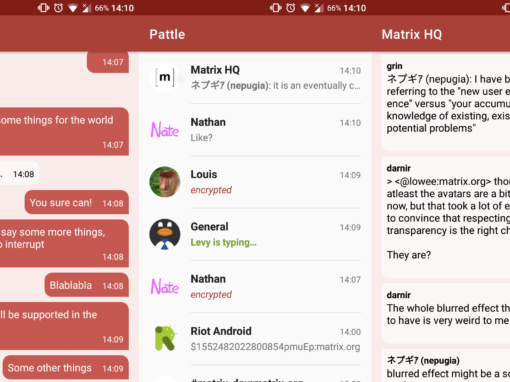 66% 14:10
14:07
ome things for the world
14:07
. 14:08
You sure can! 14:08
say some more things,
interrupt
14:08
Blablabla 14:08
ll be supported in the
14:09
Some other things 14:09
66% 14:10
Pattle
[m]
Matrix HQ 14:10
ネプギア (nepugia): it is an eventually c...
Nate
Nathan 14:10
Like?
Louis 14:09
encrypted
General 14:09
Levy is typing...
Nate
Nathan 14:07
encrypted
Riot Android 14:00
$1552482022800854pmuEp:matrix.org
66% 14:10
Matrix HQ
grin
ネプギア (nepugia): I have b
referring to the "new user e
ence" versus "your accumu
knowledge of existing, exis
potential problems"
darnir
> <@lowee:matrix.org> thou
atleast the avatars are a bit
now, but that took a lot of e
to convince that respecting
transparency is the right ch
They are?
darnir
The whole blurred effect th
to have is very weird to me
ネプギア (nepugia)
blurred effect might be a so